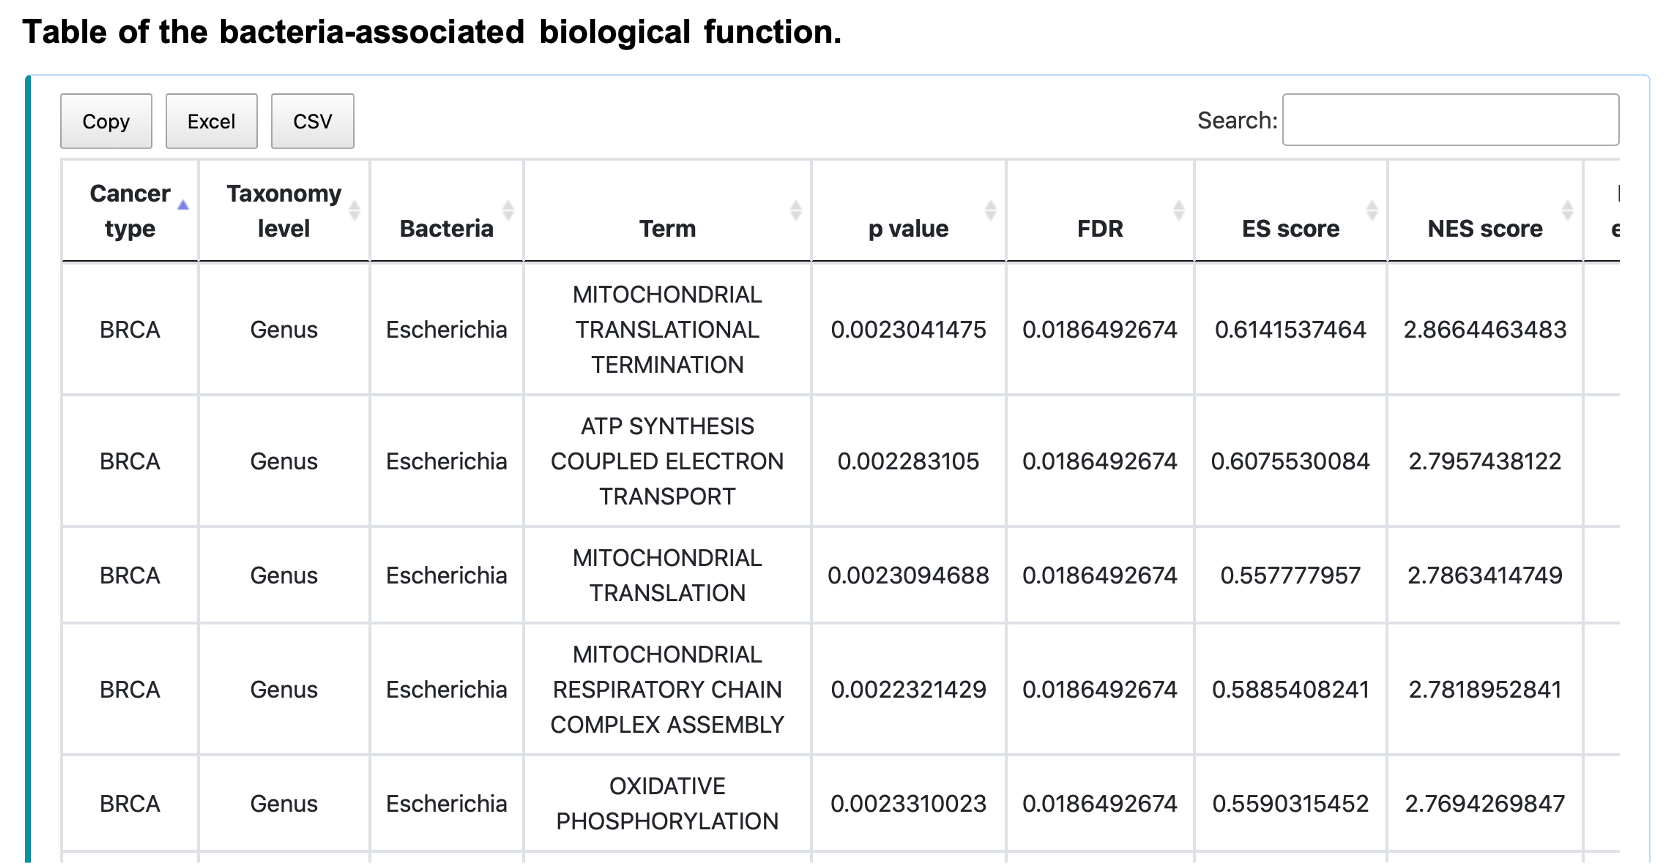 Table of the bacteria-associated biological function.
Copy Excel CSV Search:
Cancer type Taxonomy level Bacteria Term p value FDR ES score NES score
BRCA Genus Escherichia MITOCHONDRIAL TRANSLATIONAL TERMINATION 0.0023041475 0.0186492674 0.6141537464 2.8664463483
BRCA Genus Escherichia ATP SYNTHESIS COUPLED ELECTRON TRANSPORT 0.002283105 0.0186492674 0.6075530084 2.7957438122
BRCA Genus Escherichia MITOCHONDRIAL TRANSLATION 0.0023094688 0.0186492674 0.557777957 2.7863414749
BRCA Genus Escherichia MITOCHONDRIAL RESPIRATORY CHAIN COMPLEX ASSEMBLY 0.0022321429 0.0186492674 0.5885408241 2.7818952841
BRCA Genus Escherichia OXIDATIVE PHOSPHORYLATION 0.0023310023 0.0186492674 0.5590315452 2.7694269847